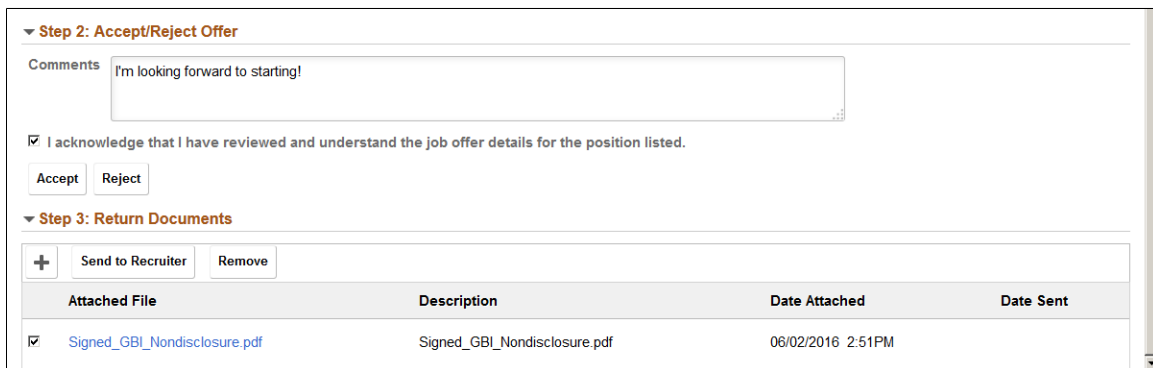 Step 2: Accept/Reject Offer
Comments I'm looking forward to starting!
I acknowledge that I have reviewed and understand the job offer details for the position listed.
Accept Reject
Step 3: Return Documents
+ Send to Recruiter Remove
Attached File Description Date Attached Date Sent
Signed_GBI_Nondisclosure.pdf Signed_GBI_Nondisclosure.pdf 06/02/2016 2:51PM